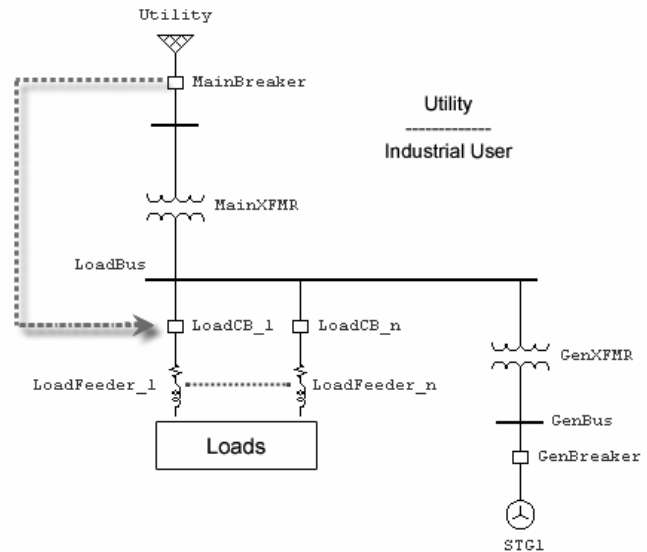 Utility
MainBreaker
Utility
-------------
Industrial User
MainXFMR
LoadBus
LoadCB_1
LoadCB_n
GenXFMR
LoadFeeder_1
LoadFeeder_n
GenBus
Loads
GenBreaker
STG1